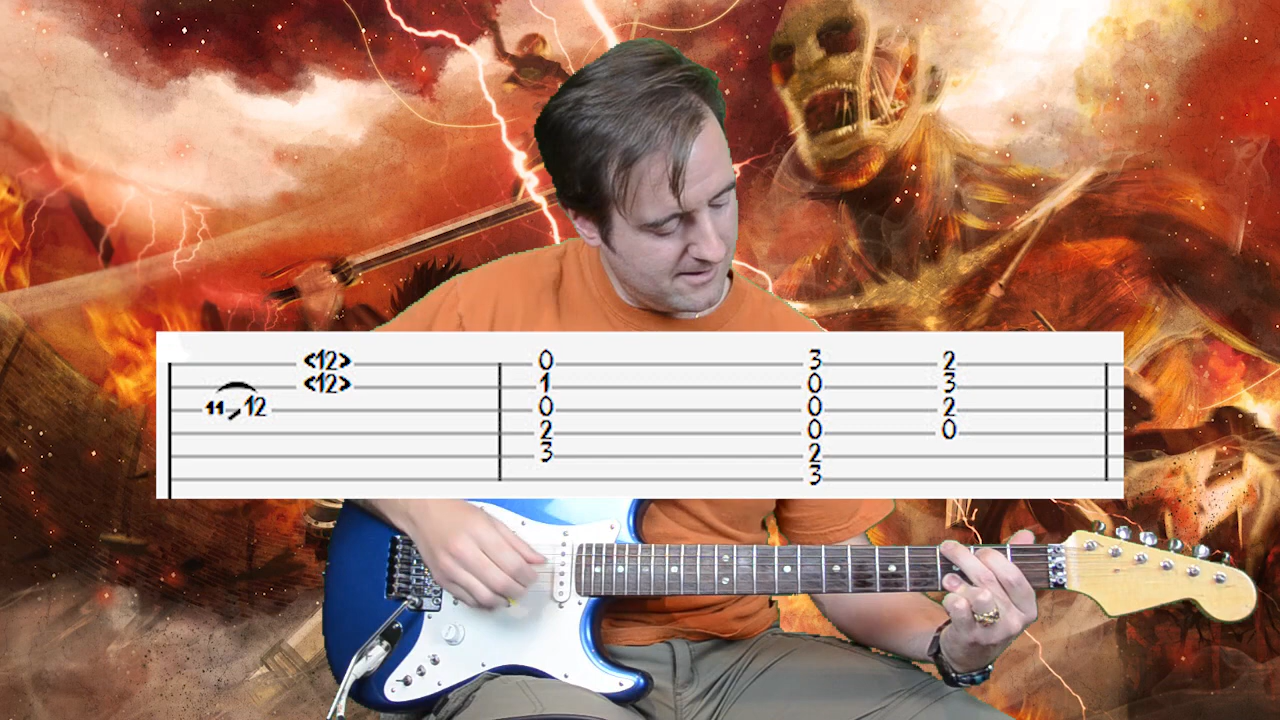 <12> 0 3 2
<12> 1 0 3
11 12 0 0 2
2 0 0
3 2
3